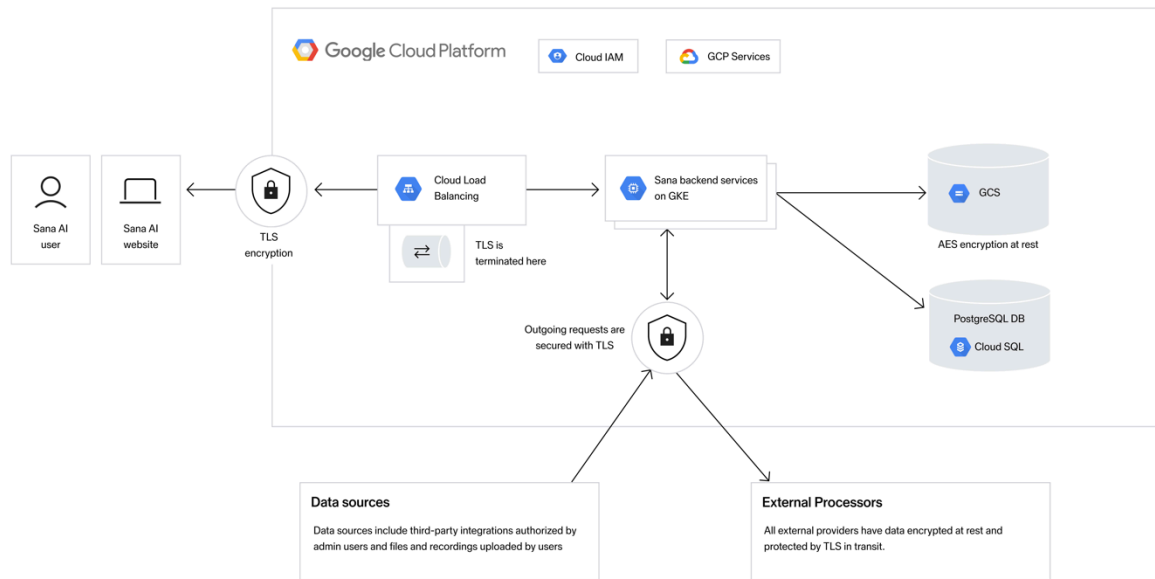 Google Cloud Platform
Cloud IAM
GCP Services
Sana AI
user
Sana AI
website
TLS
encryption
Cloud Load
Balancing
TLS is
terminated here
Sana backend services
on GKE
GCS
AES encryption at rest
PostgreSQL DB
Cloud SQL
Outgoing requests are
secured with TLS
Data sources
Data sources include third-party integrations authorized by
admin users and files and recordings uploaded by users
External Processors
All external providers have data encrypted at rest and
protected by TLS in transit.